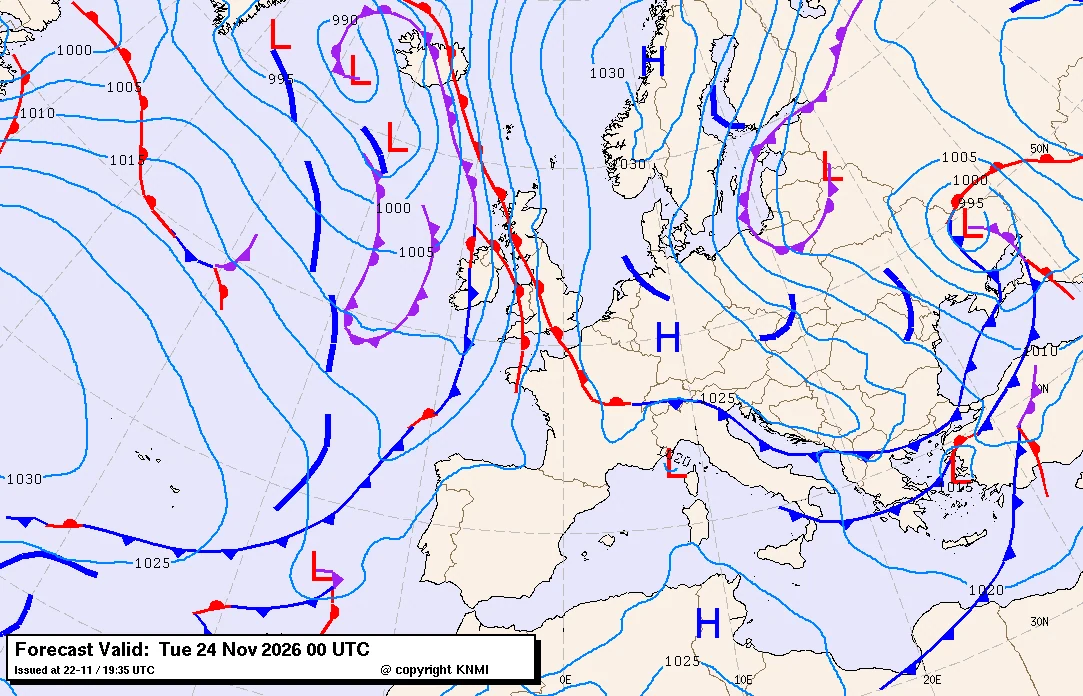 L
990
1000
L
H
995
L
1030
1005
1010
L
50N
1015
1030
L
1005
1000
1000
995
L
1005
H
1010
N
1025
L
20
L
1015
1030
1025
L
1020
H
30N
Forecast Valid: Tue 24 Nov 2026 00 UTC
Issued at 22-11 / 19:35 UTC
@ copyright KNMI
1025
0E
10E
20E